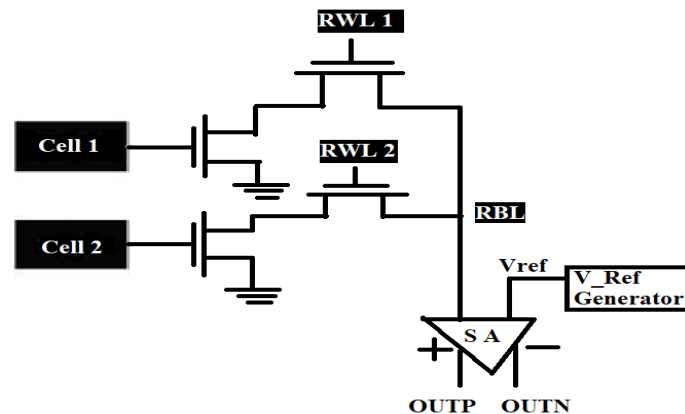 RWL 1
Cell 1
RWL 2
Cell 2
RBL
Vref
V_Ref
Generator
S A
+
−
OUTP
OUTN